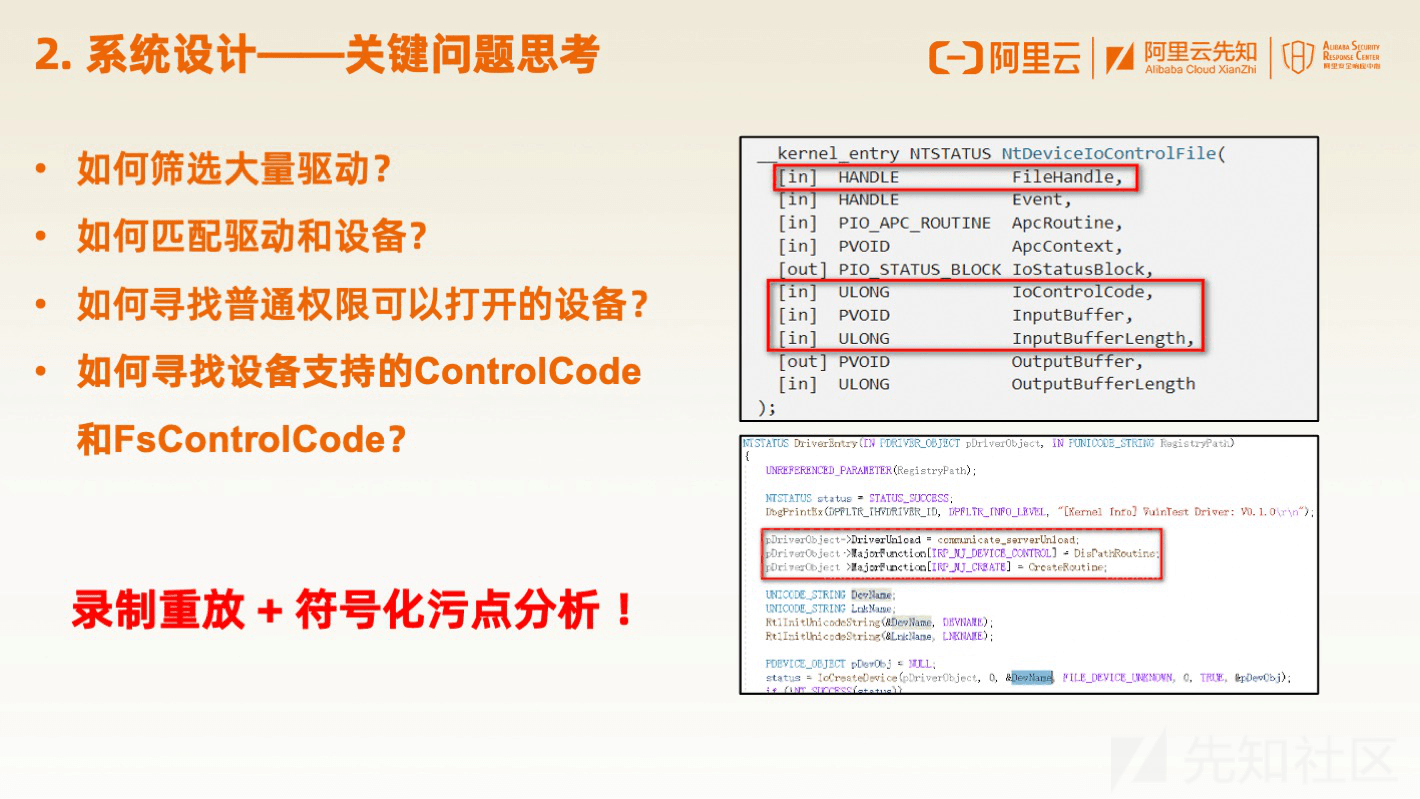 2. 系统设计——关键问题思考
阿里云
阿里云先知
Alibaba Cloud XianZhi
ALIBABA SECURITY
RESPONSE CENTER
阿里安全响应中心
• 如何筛选大量驱动？
• 如何匹配驱动和设备？
• 如何寻找普通权限可以打开的设备？
• 如何寻找设备支持的ControlCode
和FsControlCode？
录制重放 + 符号化污点分析！
__kernel_entry NTSTATUS NtDeviceIoControlFile(
[in] HANDLE FileHandle,
[in] HANDLE Event,
[in] PIO_APC_ROUTINE ApcRoutine,
[in] PVOID ApcContext,
[out] PIO_STATUS_BLOCK IoStatusBlock,
[in] ULONG IoControlCode,
[in] PVOID InputBuffer,
[in] ULONG InputBufferLength,
[out] PVOID OutputBuffer,
[in] ULONG OutputBufferLength
);
NTSTATUS DriverEntry(IN PDRIVER_OBJECT pDriverObject, IN PUNICODE_STRING RegistryPath)
{
UNREFERENCED_PARAMETER(RegistryPath);
NTSTATUS status = STATUS_SUCCESS;
DbgPrintEx(DPFLTR_IHVDRIVER_ID, DPFLTR_INFO_LEVEL, "[Kernel Info] VulnTest Driver: V0.1.0\r\n");
pDriverObject->DriverUnload = communicate_serverUnload;
pDriverObject->MajorFunction[IRP_MJ_DEVICE_CONTROL] = DisPathRoutine;
pDriverObject->MajorFunction[IRP_MJ_CREATE] = CreateRoutine;
UNICODE_STRING DevName;
UNICODE_STRING LnkName;
RtlInitUnicodeString(&DevName, DEVNAME);
RtlInitUnicodeString(&LnkName, LNKNAME);
PDEVICE_OBJECT pDevObj = NULL;
status = IoCreateDevice(pDriverObject, 0, &DevName, FILE_DEVICE_UNKNOWN, 0, TRUE, &pDevObj);
if (!NT_SUCCESS(status))
先知社区